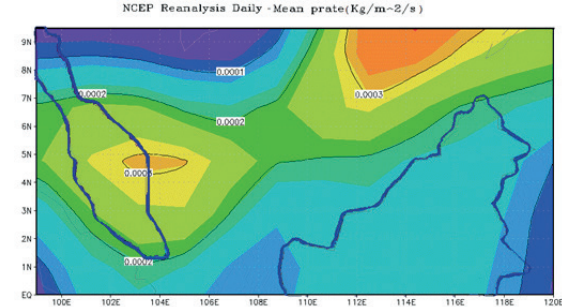 NCEP Reanalysis Daily-Mean prate(Kg/m~2/s)
9N
8N
7N
6N
5N
4N
3N
2N
1N
EQ
0.0001
0.0002
0.0003
0.0002
0.0003
0.0002
100E 102E 104E 106E 108E 110E 112E 114E 116E 118E 120E